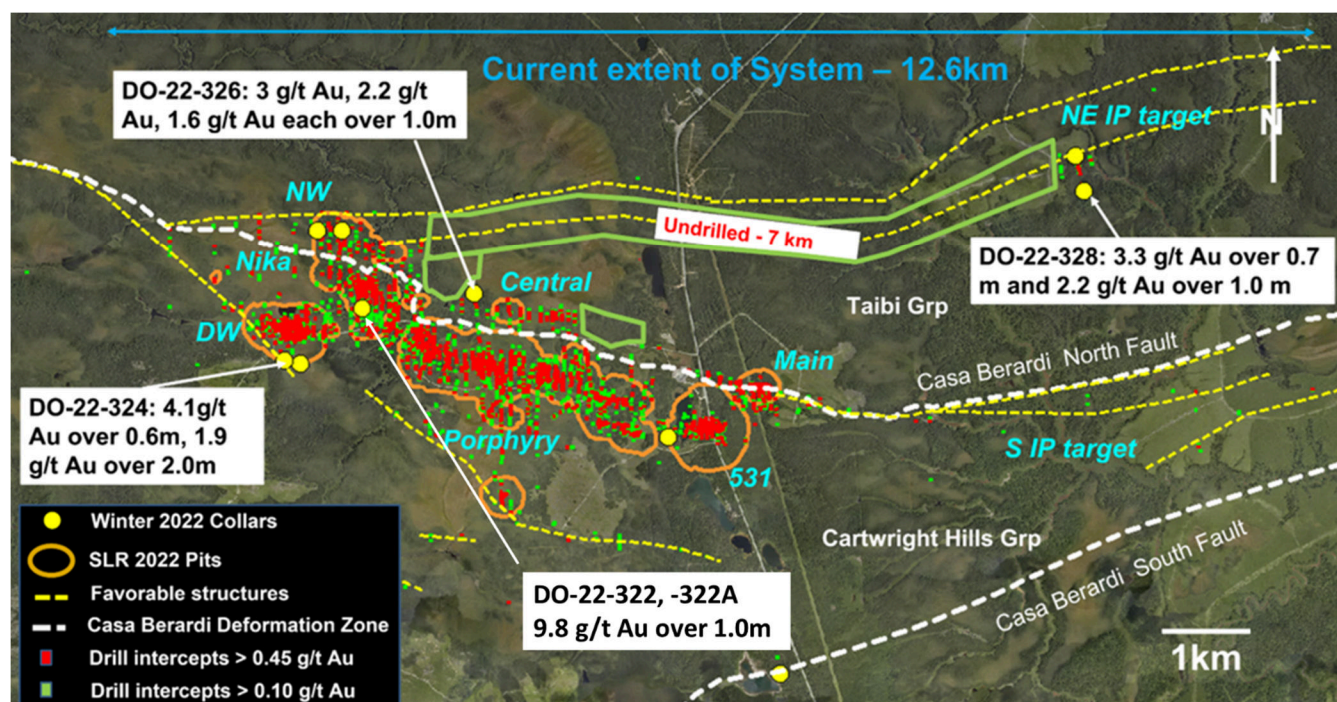 Current extent of System – 12.6km
DO-22-326: 3 g/t Au, 2.2 g/t
Au, 1.6 g/t Au each over 1.0m
NE IP target
N
NW
Undrilled - 7 km
DO-22-328: 3.3 g/t Au over 0.7
m and 2.2 g/t Au over 1.0 m
Nika
Central
Taibi Grp
DW
Casa Berardi North Fault
Main
DO-22-324: 4.1g/t
Au over 0.6m, 1.9
g/t Au over 2.0m
Porphyry
S IP target
531
Cartwright Hills Grp
Casa Berardi South Fault
Winter 2022 Collars
SLR 2022 Pits
Favorable structures
Casa Berardi Deformation Zone
Drill intercepts > 0.45 g/t Au
Drill intercepts > 0.10 g/t Au
DO-22-322, -322A
9.8 g/t Au over 1.0m
1km